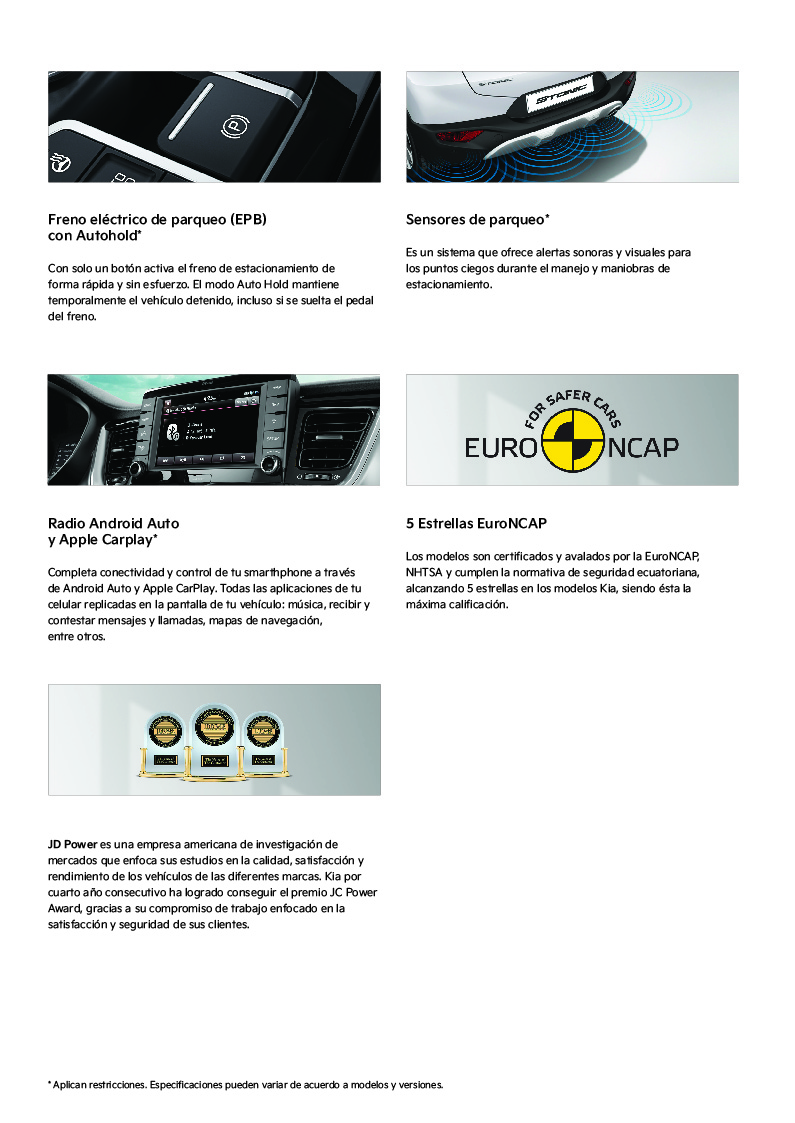 STONIC
Freno eléctrico de parqueo (EPB)
con Autohold*
Con solo un botón activa el freno de estacionamiento de
forma rápida y sin esfuerzo. El modo Auto Hold mantiene
temporalmente el vehículo detenido, incluso si se suelta el pedal
del freno.
Sensores de parqueo*
Es un sistema que ofrece alertas sonoras y visuales para
los puntos ciegos durante el manejo y maniobras de
estacionamiento.
FOR SAFER CARS
EURO NCAP
Radio Android Auto
y Apple Carplay*
Completa conectividad y control de tu smarthphone a través
de Android Auto y Apple CarPlay. Todas las aplicaciones de tu
celular replicadas en la pantalla de tu vehículo: música, recibir y
contestar mensajes y llamadas, mapas de navegación,
entre otros.
5 Estrellas EuroNCAP
Los modelos son certificados y avalados por la EuroNCAP,
NHTSA y cumplen la normativa de seguridad ecuatoriana,
alcanzando 5 estrellas en los modelos Kia, siendo ésta la
máxima calificación.
JD Power es una empresa americana de investigación de
mercados que enfoca sus estudios en la calidad, satisfacción y
rendimiento de los vehículos de las diferentes marcas. Kia por
cuarto año consecutivo ha logrado conseguir el premio JC Power
Award, gracias a su compromiso de trabajo enfocado en la
satisfacción y seguridad de sus clientes.
* Aplican restricciones. Especificaciones pueden variar de acuerdo a modelos y versiones.